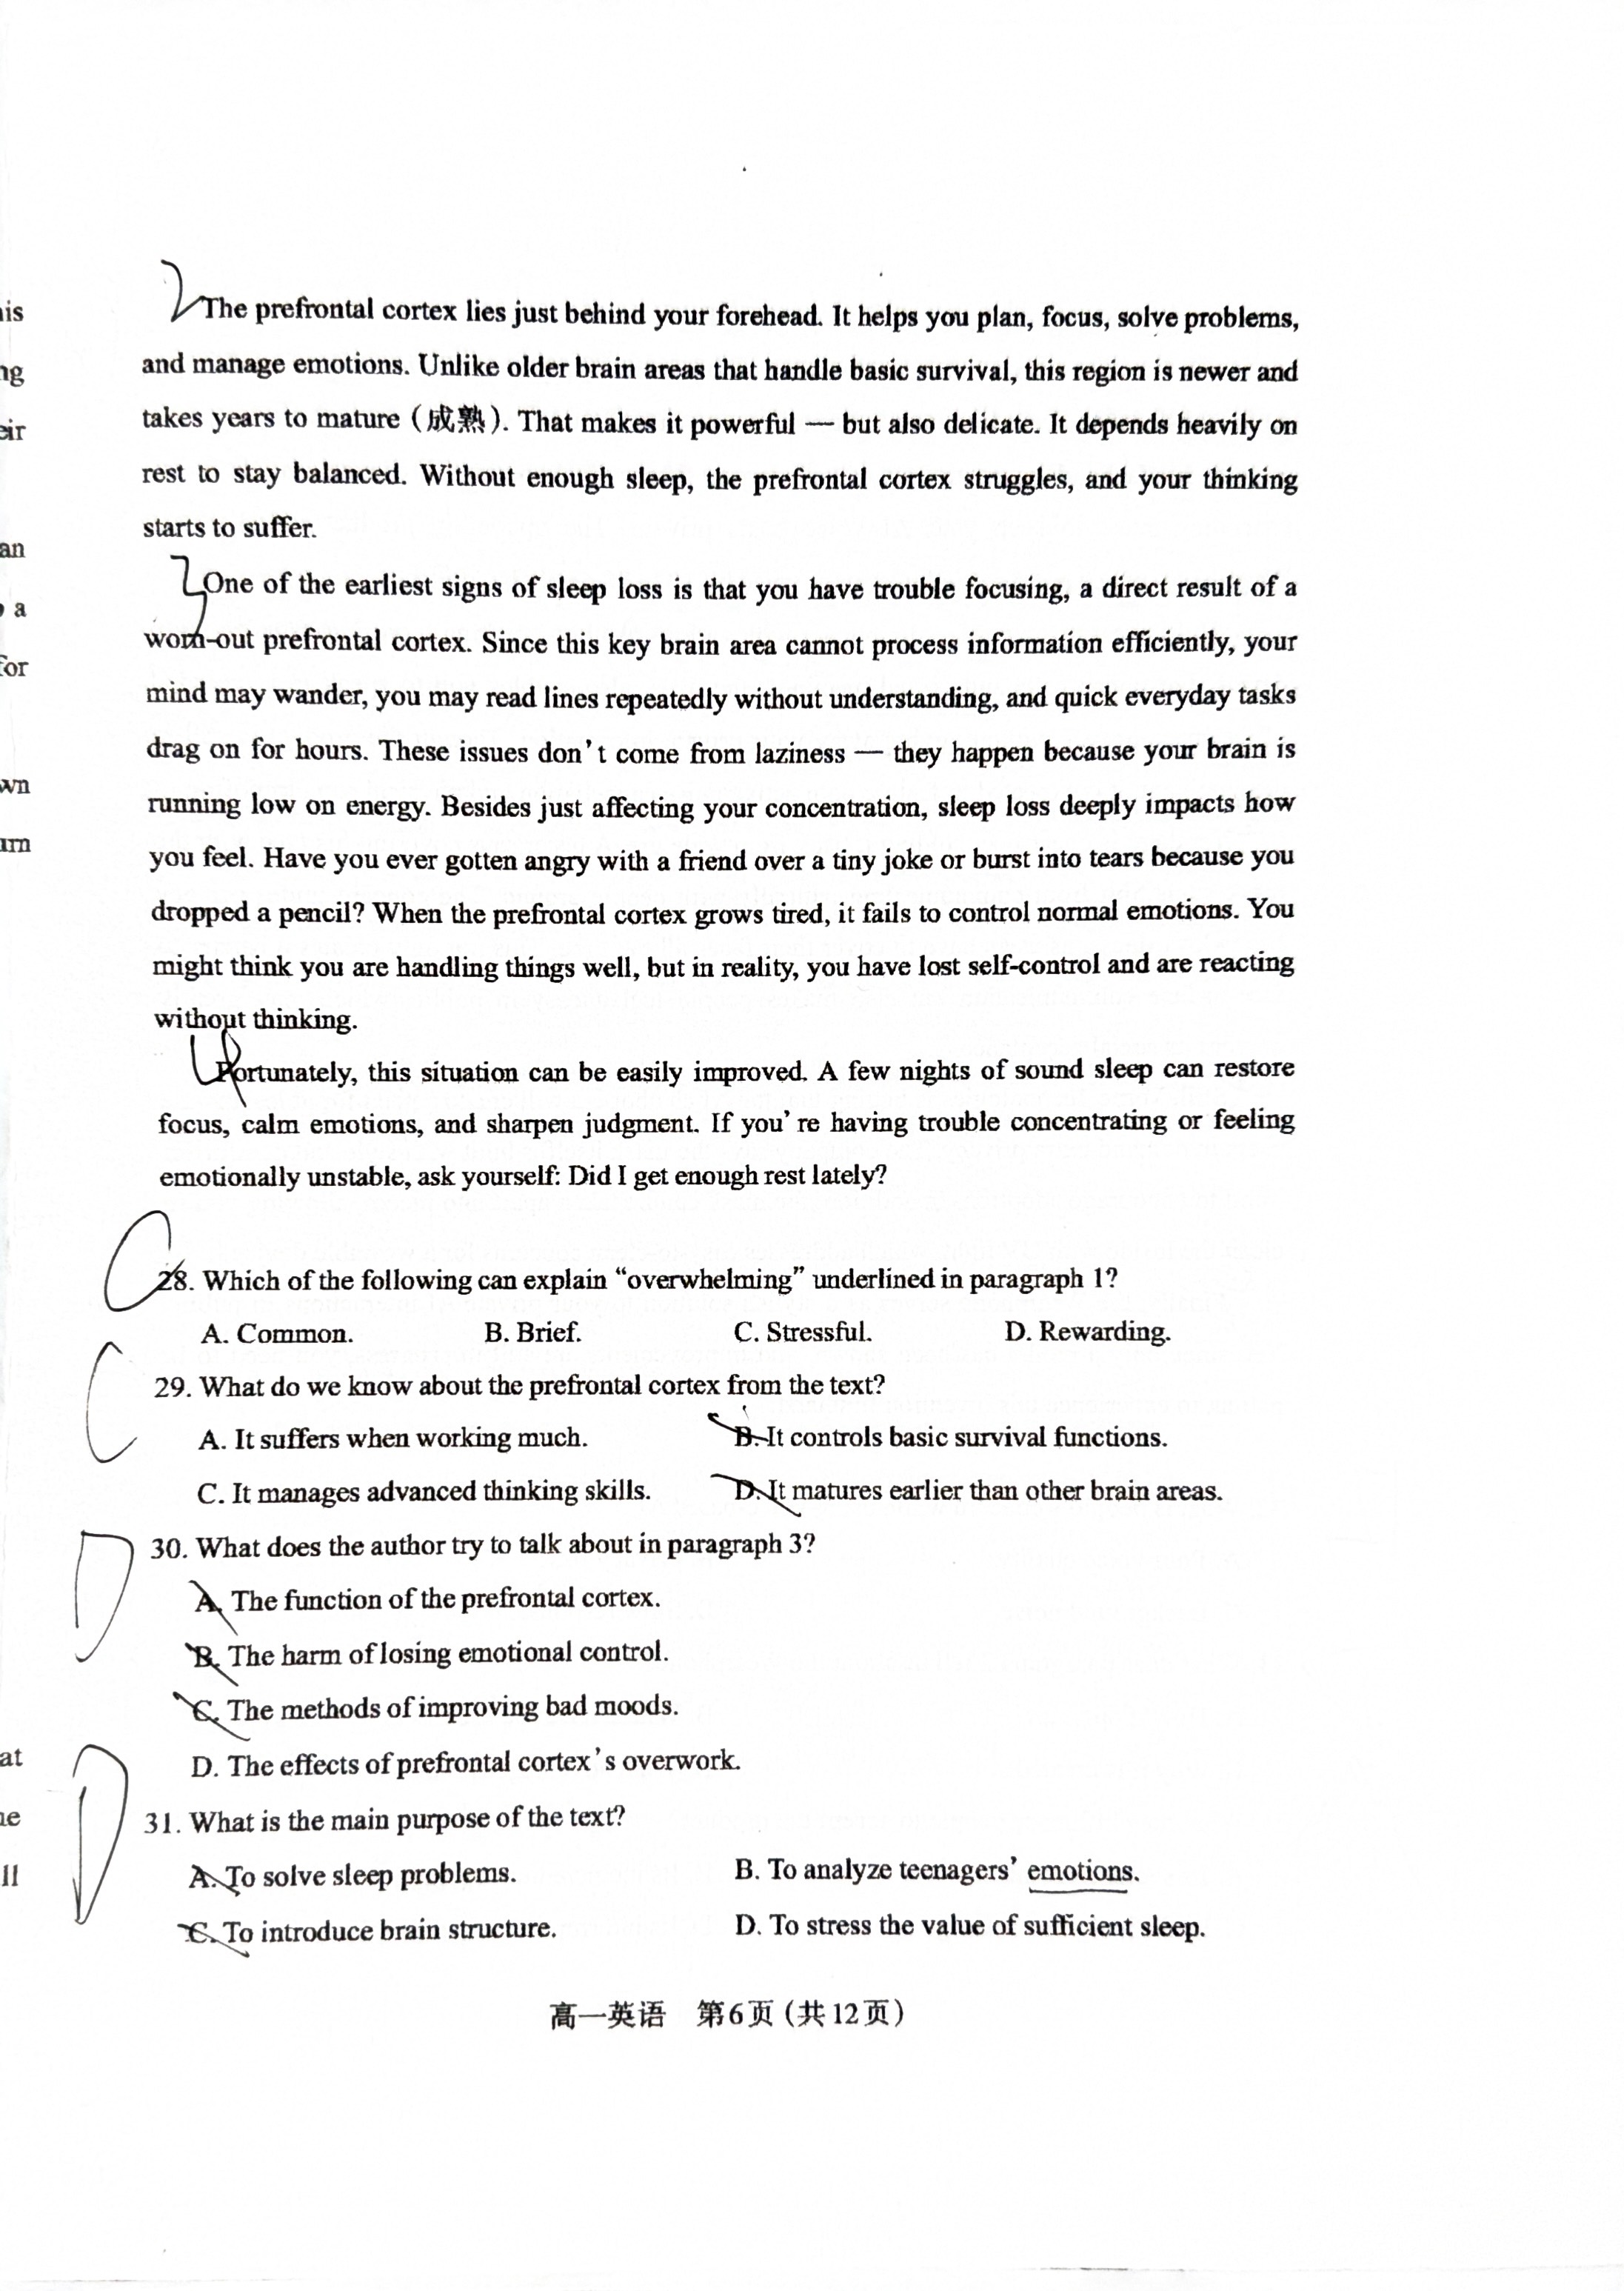 2
The prefrontal cortex lies just behind your forehead. It helps you plan, focus, solve problems,
and manage emotions. Unlike older brain areas that handle basic survival, this region is newer and
takes years to mature (成熟). That makes it powerful — but also delicate. It depends heavily on
rest to stay balanced. Without enough sleep, the prefrontal cortex struggles, and your thinking
starts to suffer.
3
One of the earliest signs of sleep loss is that you have trouble focusing, a direct result of a
worn-out prefrontal cortex. Since this key brain area cannot process information efficiently, your
mind may wander, you may read lines repeatedly without understanding, and quick everyday tasks
drag on for hours. These issues don't come from laziness — they happen because your brain is
running low on energy. Besides just affecting your concentration, sleep loss deeply impacts how
you feel. Have you ever gotten angry with a friend over a tiny joke or burst into tears because you
dropped a pencil? When the prefrontal cortex grows tired, it fails to control normal emotions. You
might think you are handling things well, but in reality, you have lost self-control and are reacting
without thinking.
4
Fortunately, this situation can be easily improved. A few nights of sound sleep can restore
focus, calm emotions, and sharpen judgment. If you're having trouble concentrating or feeling
emotionally unstable, ask yourself: Did I get enough rest lately?
C
28. Which of the following can explain "overwhelming" underlined in paragraph 1?
A. Common. B. Brief. C. Stressful. D. Rewarding.
C
29. What do we know about the prefrontal cortex from the text?
A. It suffers when working much. B. It controls basic survival functions.
C. It manages advanced thinking skills. D. It matures earlier than other brain areas.
D
30. What does the author try to talk about in paragraph 3?
A. The function of the prefrontal cortex.
B. The harm of losing emotional control.
C. The methods of improving bad moods.
D. The effects of prefrontal cortex's overwork.
D
31. What is the main purpose of the text?
A. To solve sleep problems. B. To analyze teenagers' emotions.
C. To introduce brain structure. D. To stress the value of sufficient sleep.
高一英语 第6页(共12页)